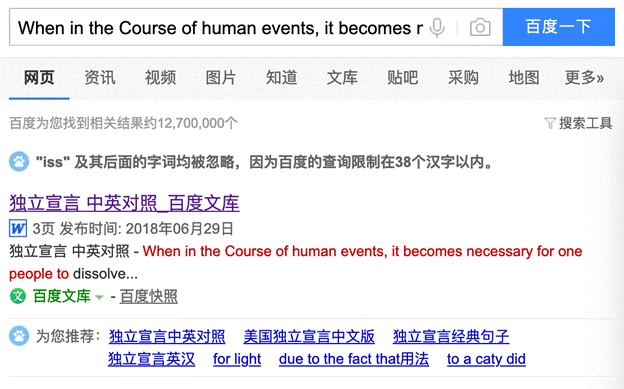 When in the Course of human events, it becomes r 百度一下
网页 资讯 视频 图片 知道 文库 贴吧 采购 地图 更多»
百度为您找到相关结果约12,700,000个 搜索工具
"iss" 及其后面的字词均被忽略，因为百度的查询限制在38个汉字以内。
独立宣言 中英对照_百度文库
W 3页 发布时间: 2018年06月29日
独立宣言 中英对照 - When in the Course of human events, it becomes necessary for one
people to dissolve...
文 百度文库 - 百度快照
为您推荐： 独立宣言中英对照 美国独立宣言中文版 独立宣言经典句子
独立宣言英汉 for light due to the fact that用法 to a caty did